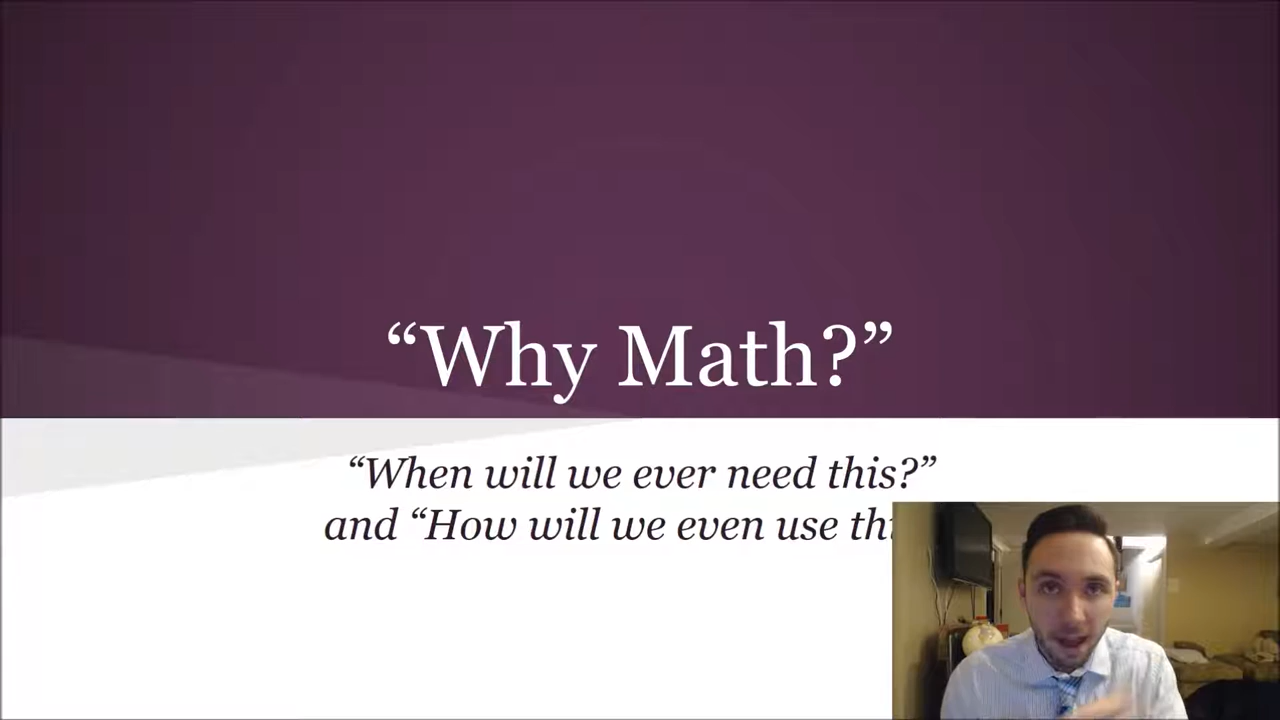 “Why Math?”
“When will we ever need this?”
and “How will we even use